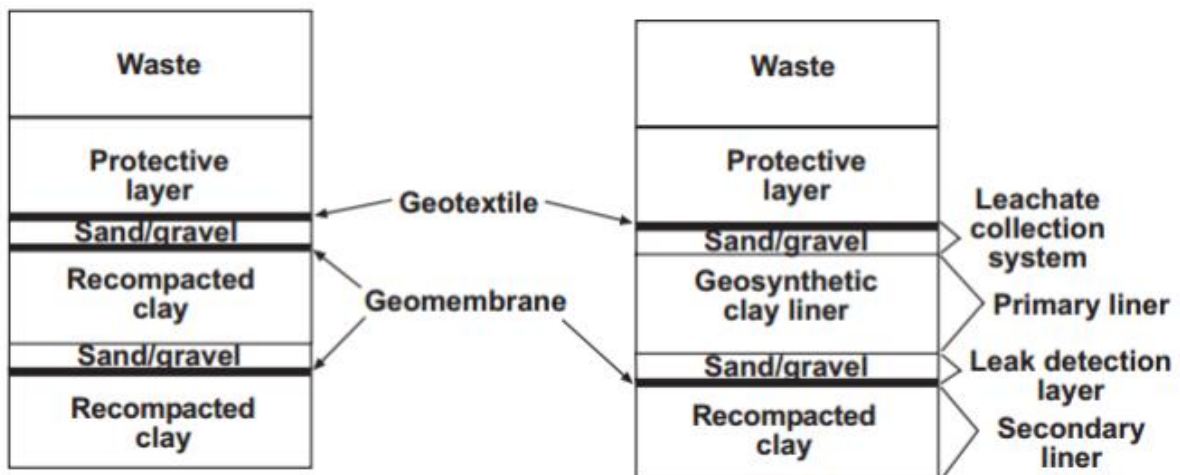 Waste
Protective
layer
Sand/gravel
Recompacted
clay
Sand/gravel
Recompacted
clay
Geotextile
Geomembrane
Waste
Protective
layer
Sand/gravel
Geosynthetic
clay liner
Sand/gravel
Recompacted
clay
Leachate
collection
system
Primary liner
Leak detection
layer
Secondary
liner